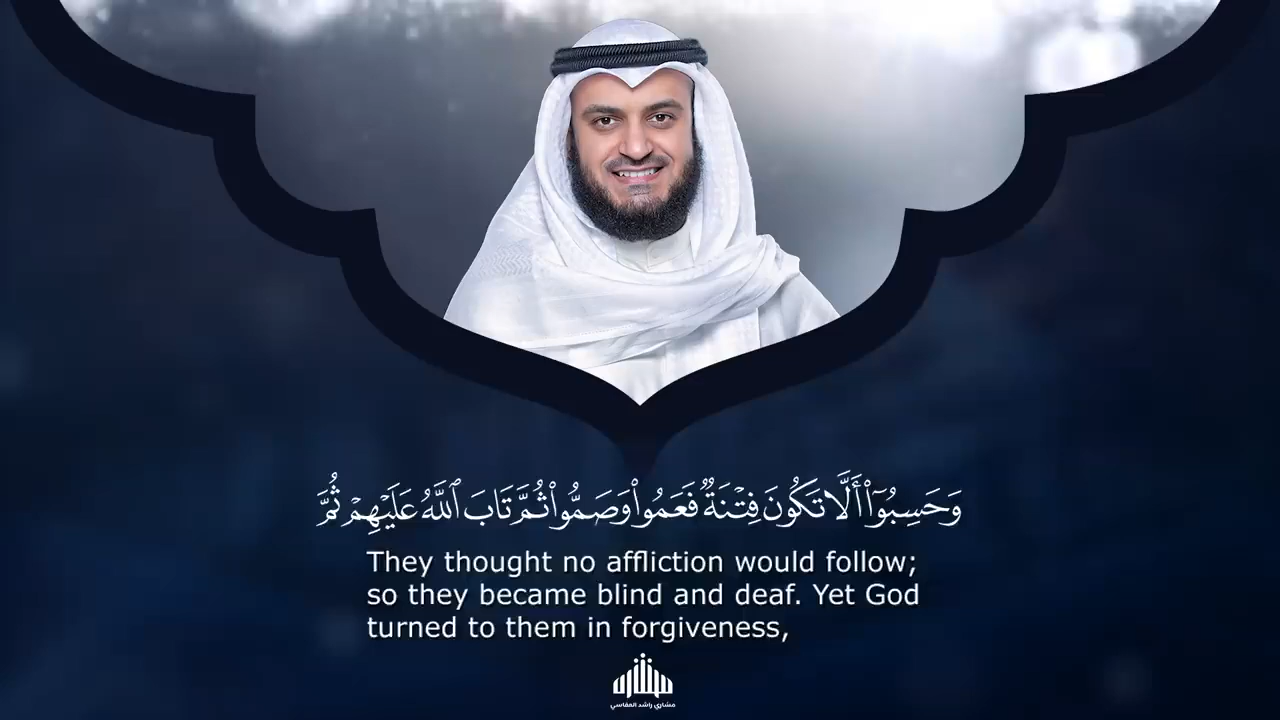 وَحَسِبُوٓا۟ أَلَّا تَكُونَ فِتْنَةٌ فَعَمُوا۟ وَصَمُّوا۟ ثُمَّ تَابَ ٱللَّهُ عَلَيْهِمْ ثُمَّ
They thought no affliction would follow;
so they became blind and deaf. Yet God
turned to them in forgiveness,
مشاري راشد العفاسي